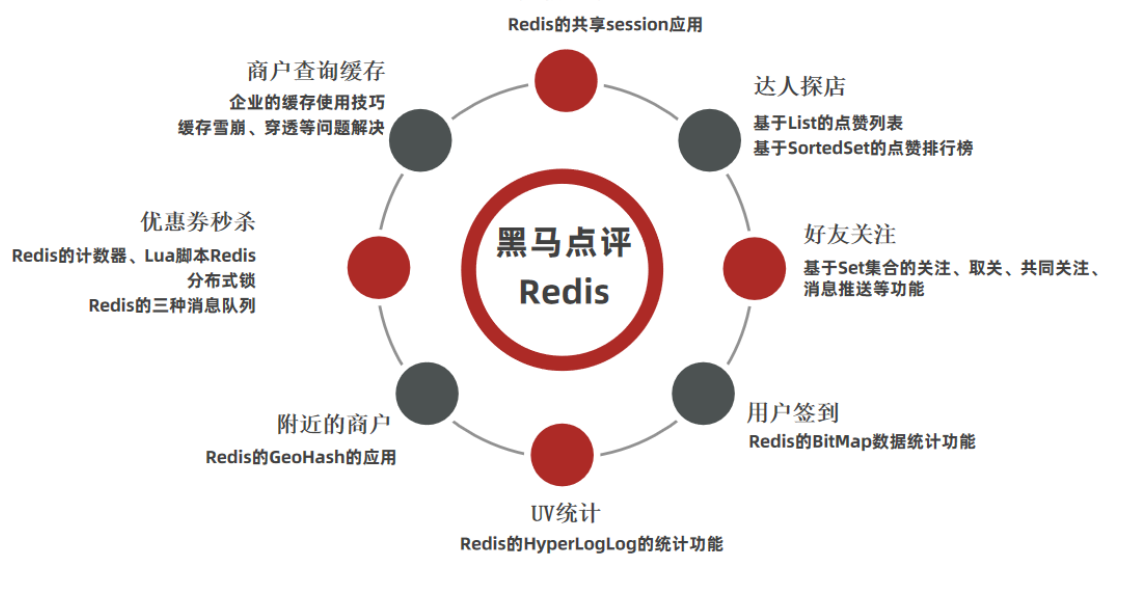 Redis的共享session应用
商户查询缓存
企业的缓存使用技巧
缓存雪崩、穿透等问题解决
达人探店
基于List的点赞列表
基于SortedSet的点赞排行榜
优惠券秒杀
Redis的计数器、Lua脚本Redis
分布式锁
Redis的三种消息队列
黑马点评
Redis
好友关注
基于Set集合的关注、取关、共同关注、
消息推送等功能
附近的商户
Redis的GeoHash的应用
用户签到
Redis的BitMap数据统计功能
UV统计
Redis的HyperLogLog的统计功能